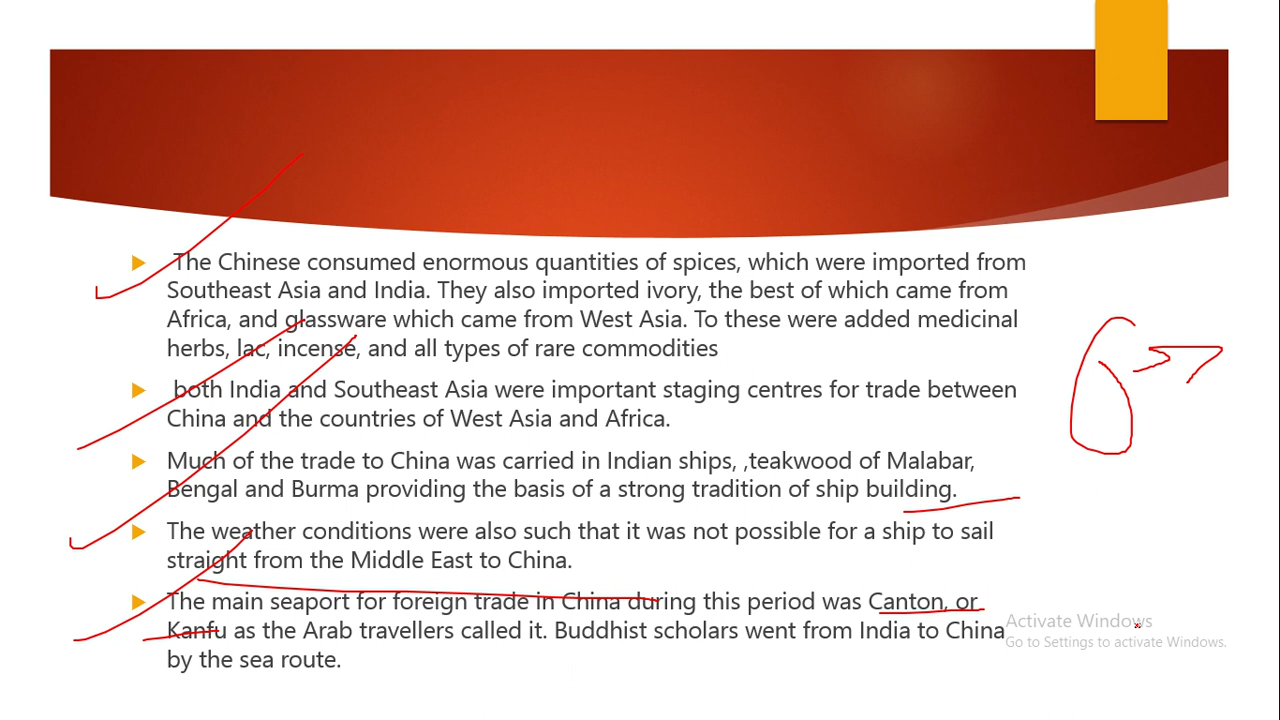 The Chinese consumed enormous quantities of spices, which were imported from
Southeast Asia and India. They also imported ivory, the best of which came from
Africa, and glassware which came from West Asia. To these were added medicinal
herbs, lac, incense, and all types of rare commodities
both India and Southeast Asia were important staging centres for trade between
China and the countries of West Asia and Africa.
Much of the trade to China was carried in Indian ships, ,teakwood of Malabar,
Bengal and Burma providing the basis of a strong tradition of ship building.
The weather conditions were also such that it was not possible for a ship to sail
straight from the Middle East to China.
The main seaport for foreign trade in China during this period was Canton, or
Kanfu as the Arab travellers called it. Buddhist scholars went from India to China
by the sea route.
Activate Windows
Go to Settings to activate Windows.